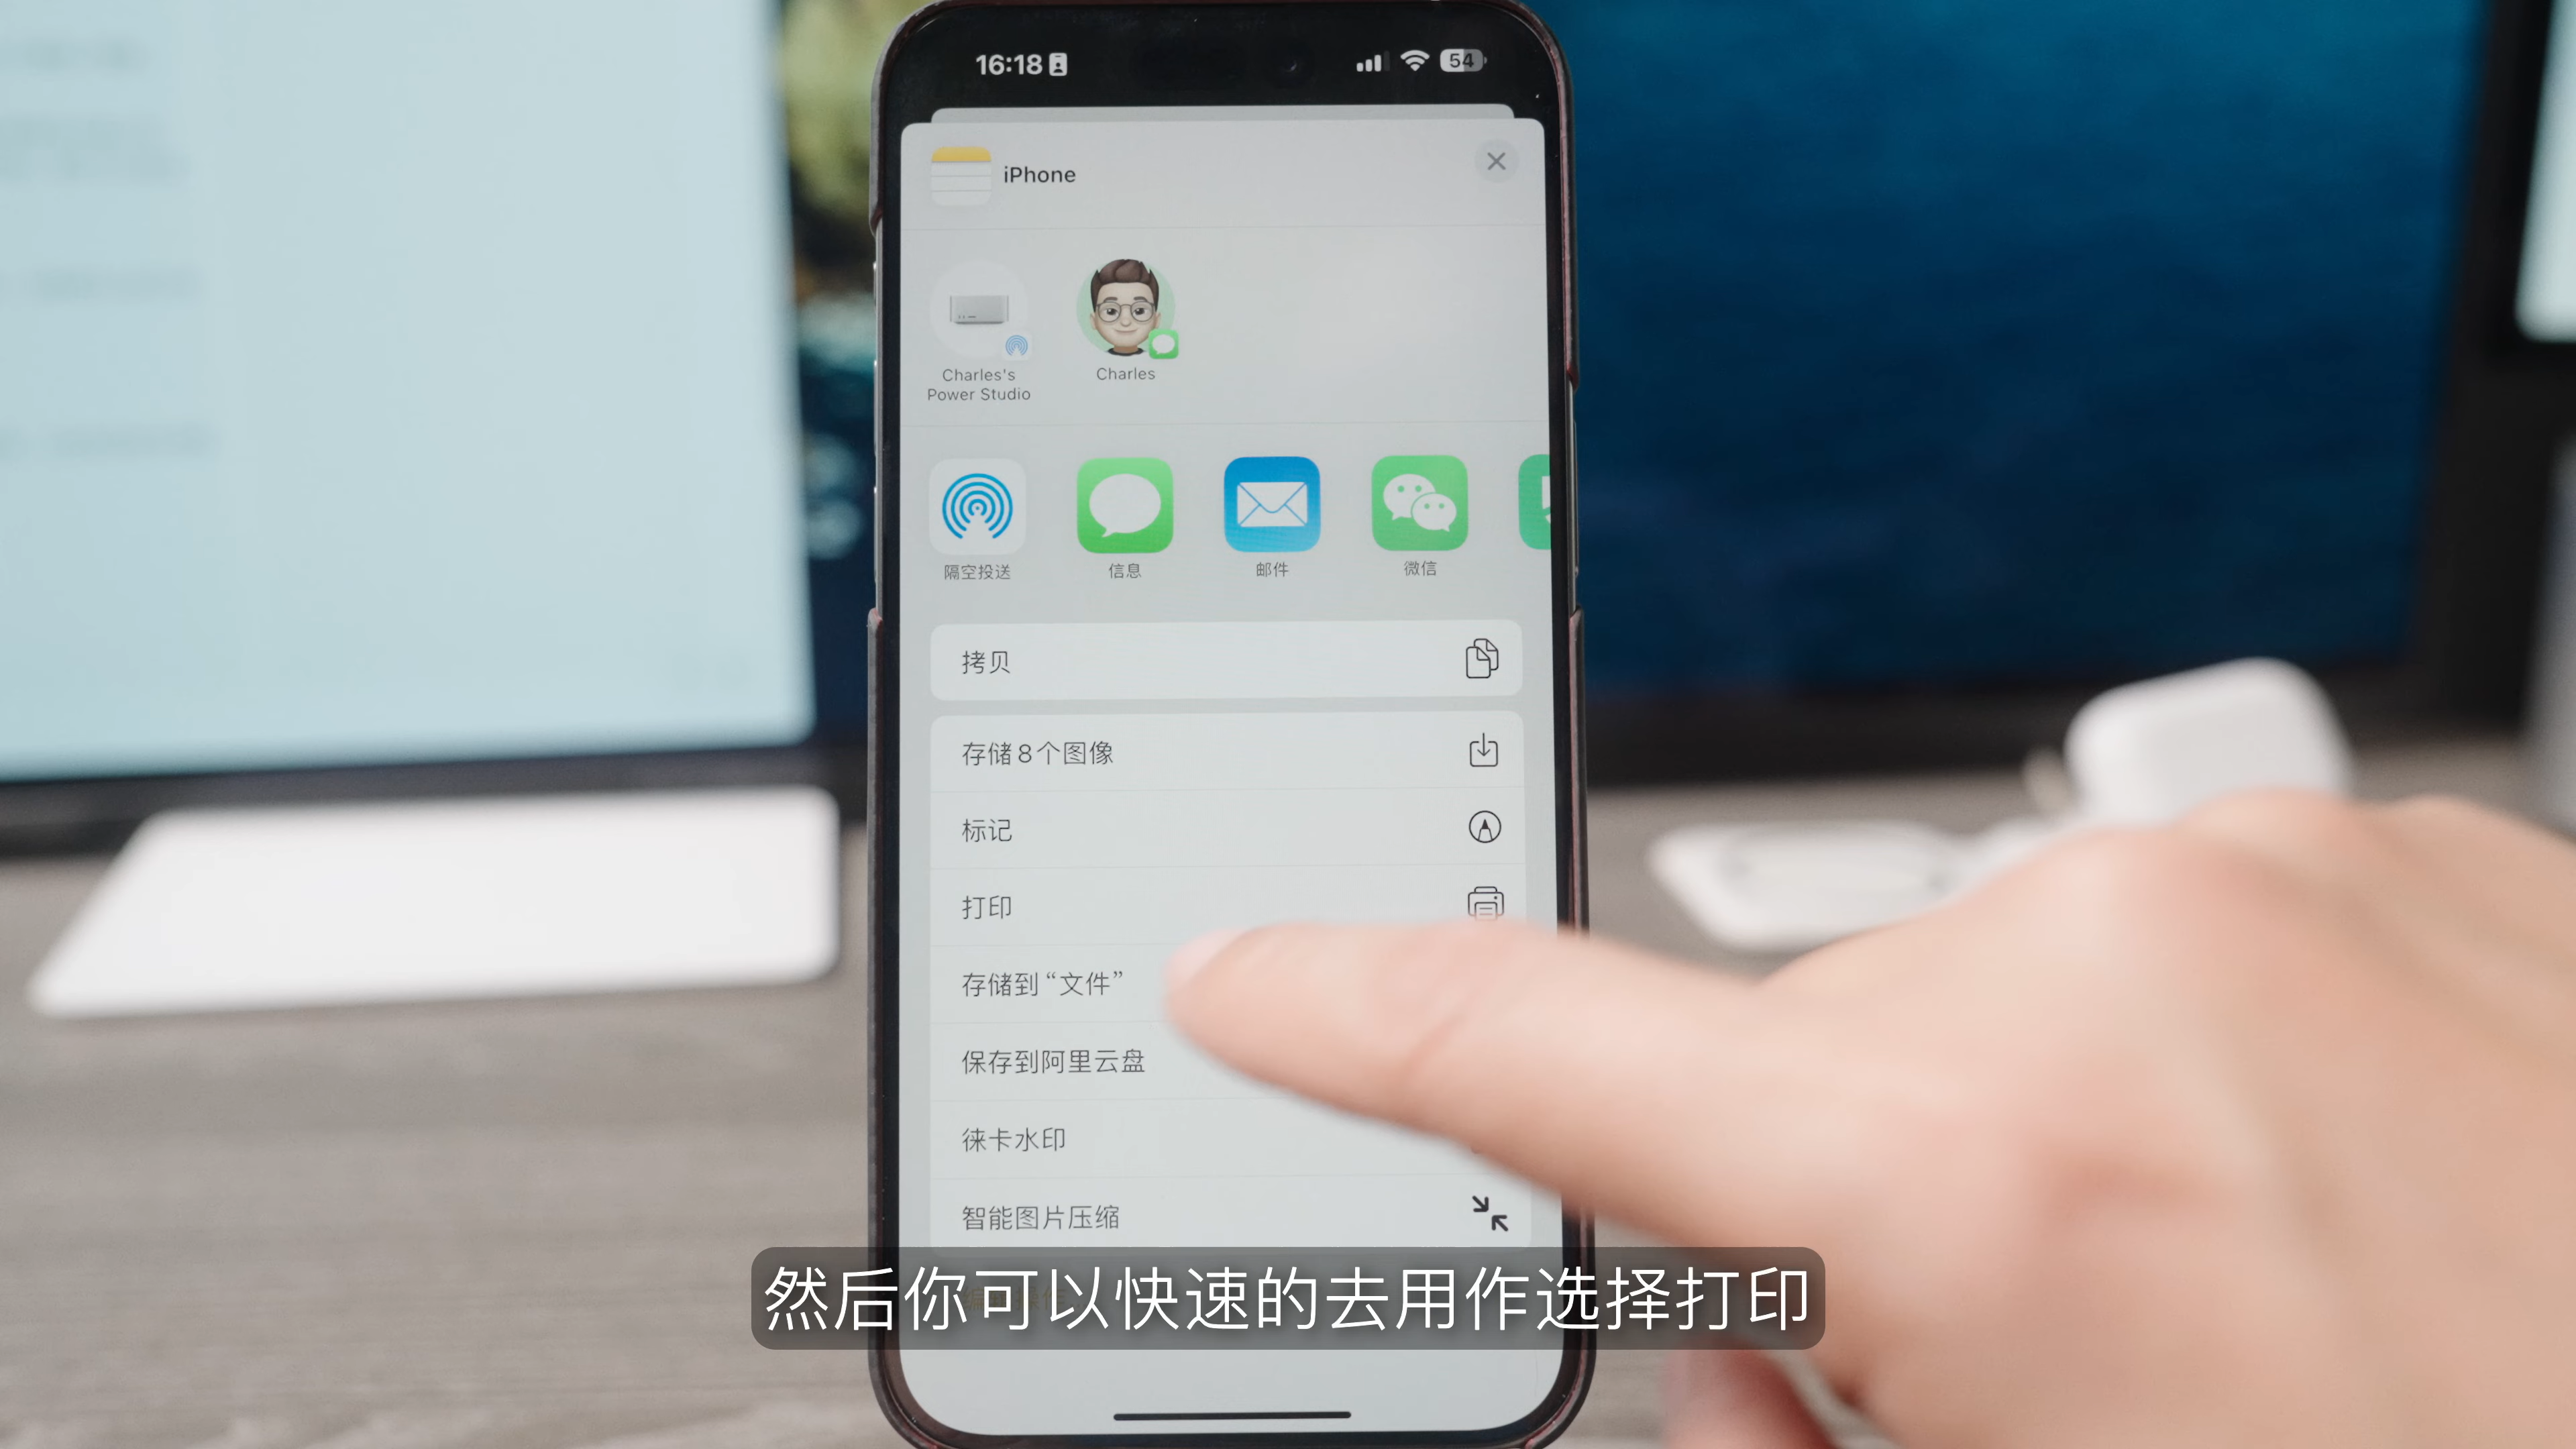 16:18
54
iPhone
Charles's
Power Studio
Charles
隔空投送
信息
邮件
微信
拷贝
存储8个图像
标记
打印
存储到“文件”
保存到阿里云盘
徕卡水印
智能图片压缩
然后你可以快速的去用作选择打印